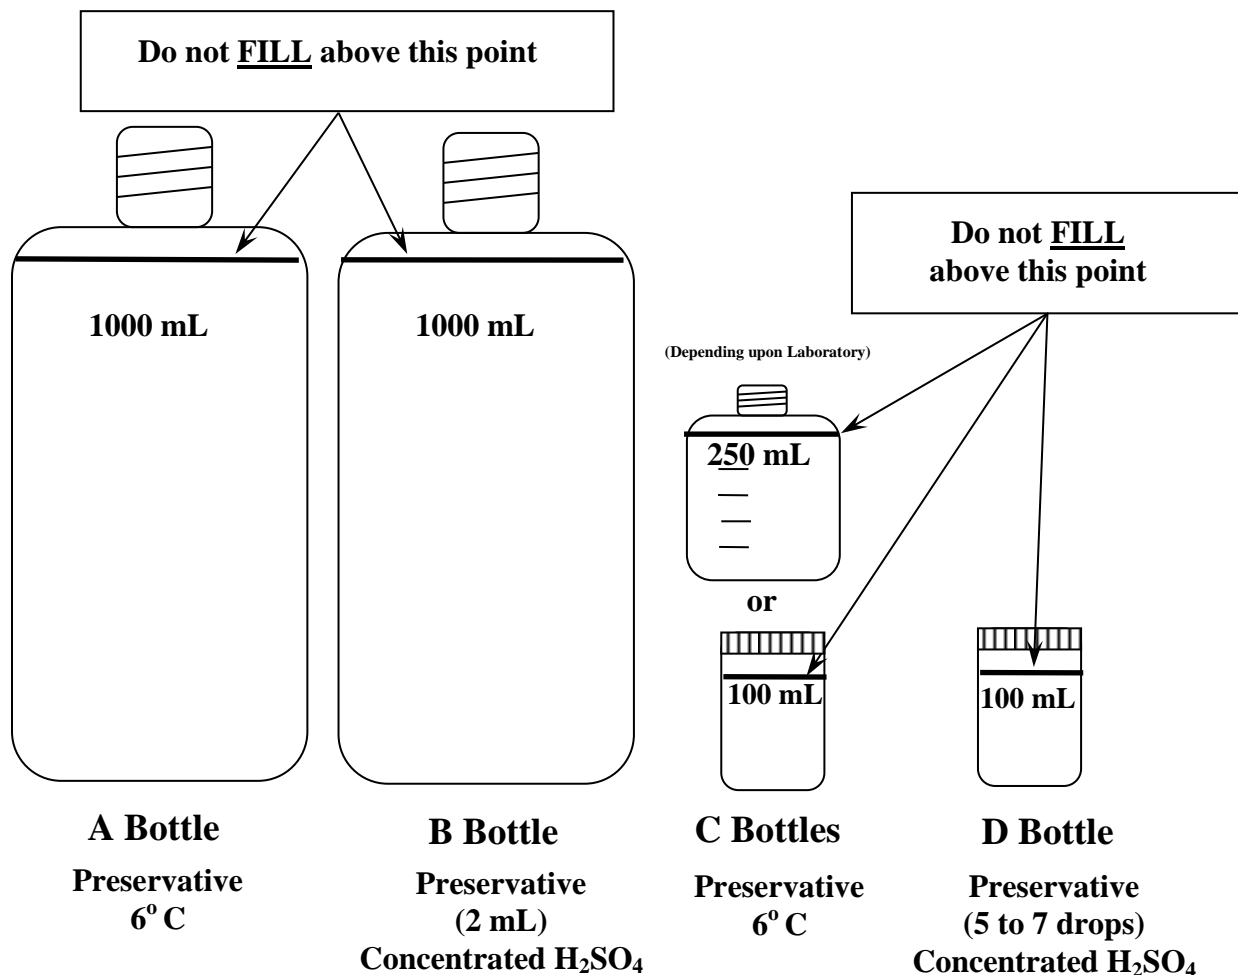 Do not FILL above this point
1000 mL
1000 mL
Do not FILL
above this point
(Depending upon Laboratory)
250 mL
or
100 mL
100 mL
A Bottle
Preservative
6° C
B Bottle
Preservative
(2 mL)
Concentrated H₂SO₄
C Bottles
Preservative
6° C
D Bottle
Preservative
(5 to 7 drops)
Concentrated H₂SO₄